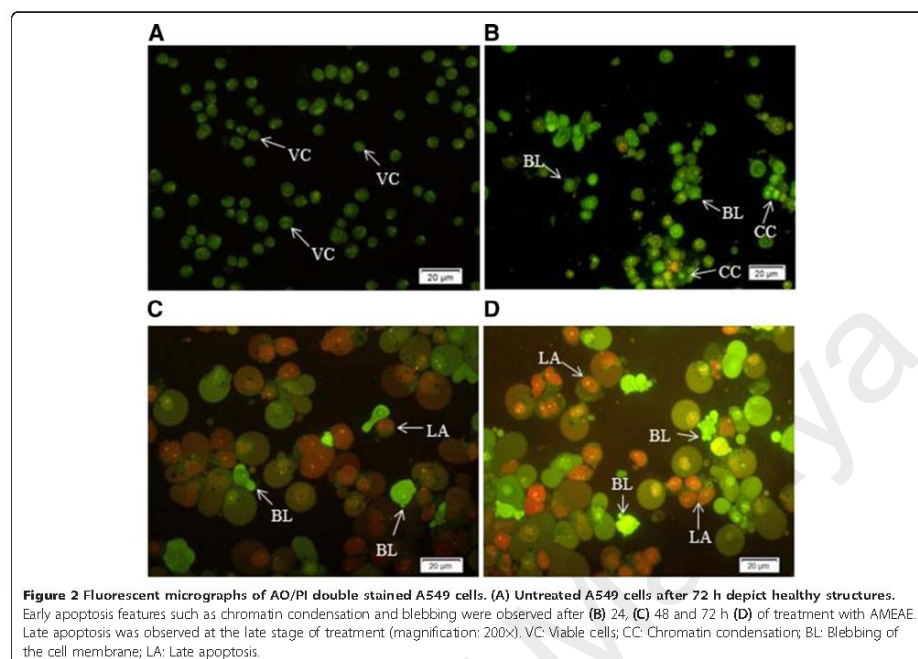 A
B
VC
VC
VC
20 µm
BL
BL
CC
CC
20 µm
C
D
LA
BL
BL
20 µm
LA
BL
BL
LA
20 µm
Figure 2 Fluorescent micrographs of AO/PI double stained A549 cells. (A) Untreated A549 cells after 72 h depict healthy structures.
Early apoptosis features such as chromatin condensation and blebbing were observed after (B) 24, (C) 48 and 72 h (D) of treatment with AMEAE.
Late apoptosis was observed at the late stage of treatment (magnification: 200×). VC: Viable cells; CC: Chromatin condensation; BL: Blebbing of
the cell membrane; LA: Late apoptosis.